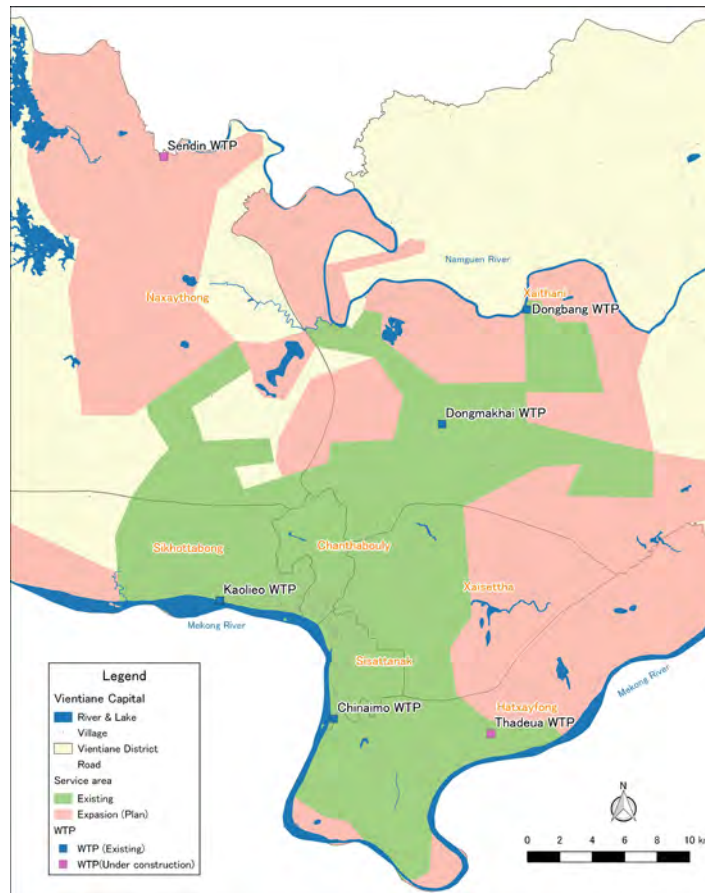 Sendin WTP
Namguen River
Naxaythong
Xaithani
Dongbang WTP
Dongmakhai WTP
Sikhottabong
Chanthabouly
Xaisettha
Kaolieo WTP
Mekong River
Sisattanak
Mekong River
Hatxayfong
Chinaimo WTP
Thadeua WTP
Legend
Vientiane Capital
River & Lake
Village
Vientiane District
Road
Service area
Existing
Expasion (Plan)
WTP
WTP (Existing)
WTP(Under construction)
N
0 2 4 6 8 10 km